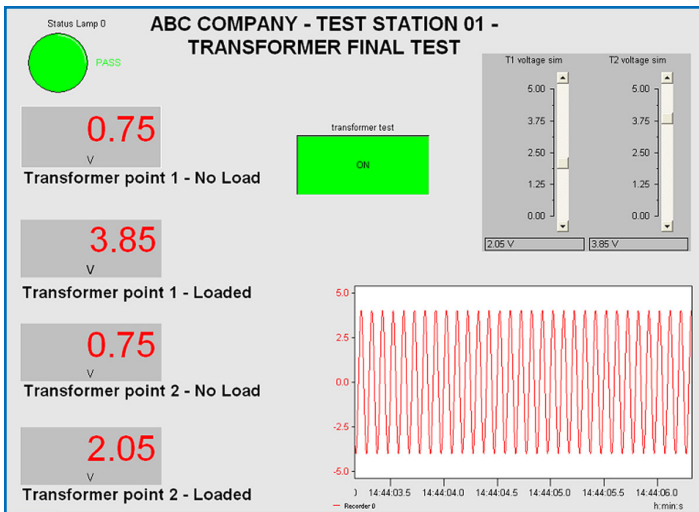 ABC COMPANY - TEST STATION 01 -
TRANSFORMER FINAL TEST
Status Lamp 0
PASS
0.75
V
Transformer point 1 - No Load
3.85
V
Transformer point 1 - Loaded
0.75
V
Transformer point 2 - No Load
2.05
V
Transformer point 2 - Loaded
transformer test
ON
T1 voltage sim
5.00
3.75
2.50
1.25
0.00
2.05 V
T2 voltage sim
5.00
3.75
2.50
1.25
0.00
3.85 V
5.0
2.5
0.0
-2.5
-5.0
14:44:03.5 14:44:04.0 14:44:04.5 14:44:05.0 14:44:05.5 14:44:06.0
Recorder 0
h:min:s